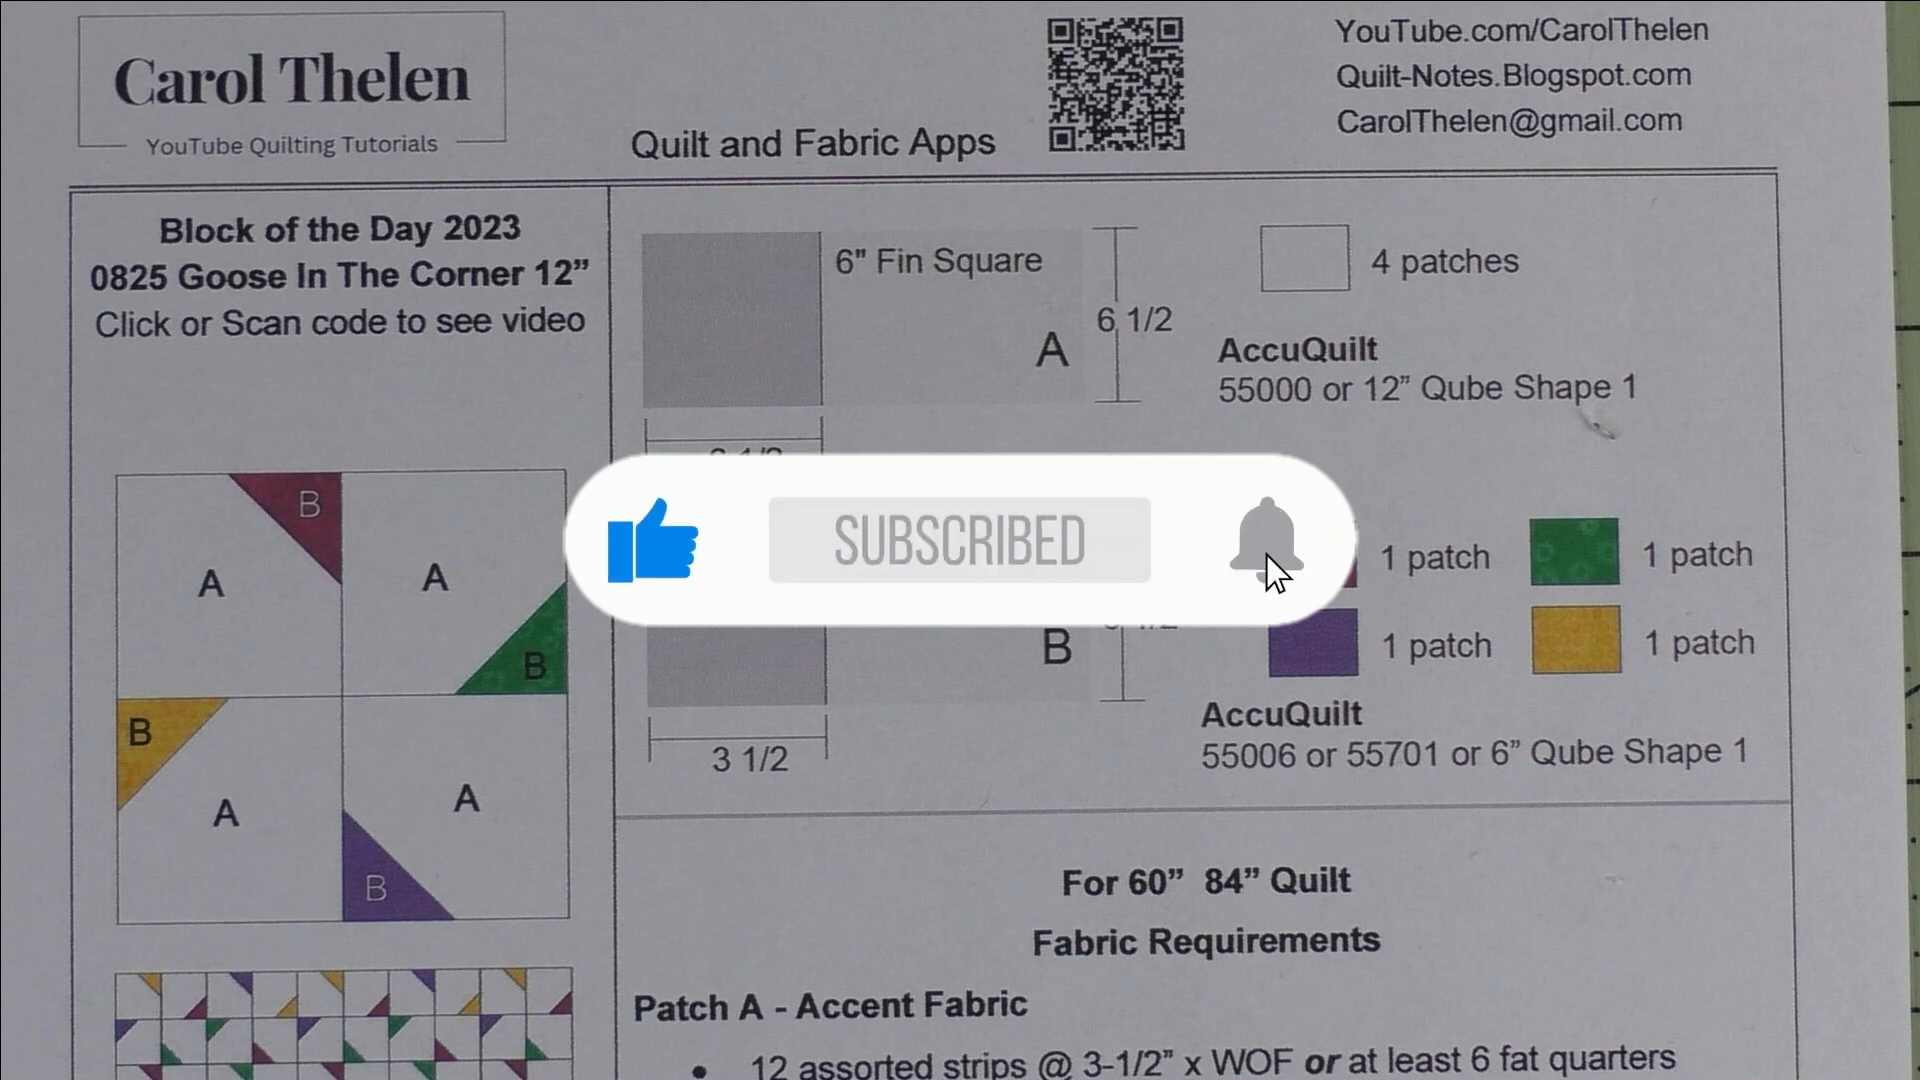 Carol Thelen
YouTube Quilting Tutorials
Quilt and Fabric Apps
YouTube.com/CarolThelen
Quilt-Notes.Blogspot.com
CarolThelen@gmail.com
Block of the Day 2023
0825 Goose In The Corner 12”
Click or Scan code to see video
6" Fin Square
A
6 1/2
4 patches
AccuQuilt
55000 or 12” Qube Shape 1
B
A
A
B
B
A
A
B
SUBSCRIBED
1 patch
1 patch
B
1 patch
1 patch
3 1/2
AccuQuilt
55006 or 55701 or 6” Qube Shape 1
For 60” 84” Quilt
Fabric Requirements
Patch A - Accent Fabric
• 12 assorted strips @ 3-1/2” x WOF or at least 6 fat quarters